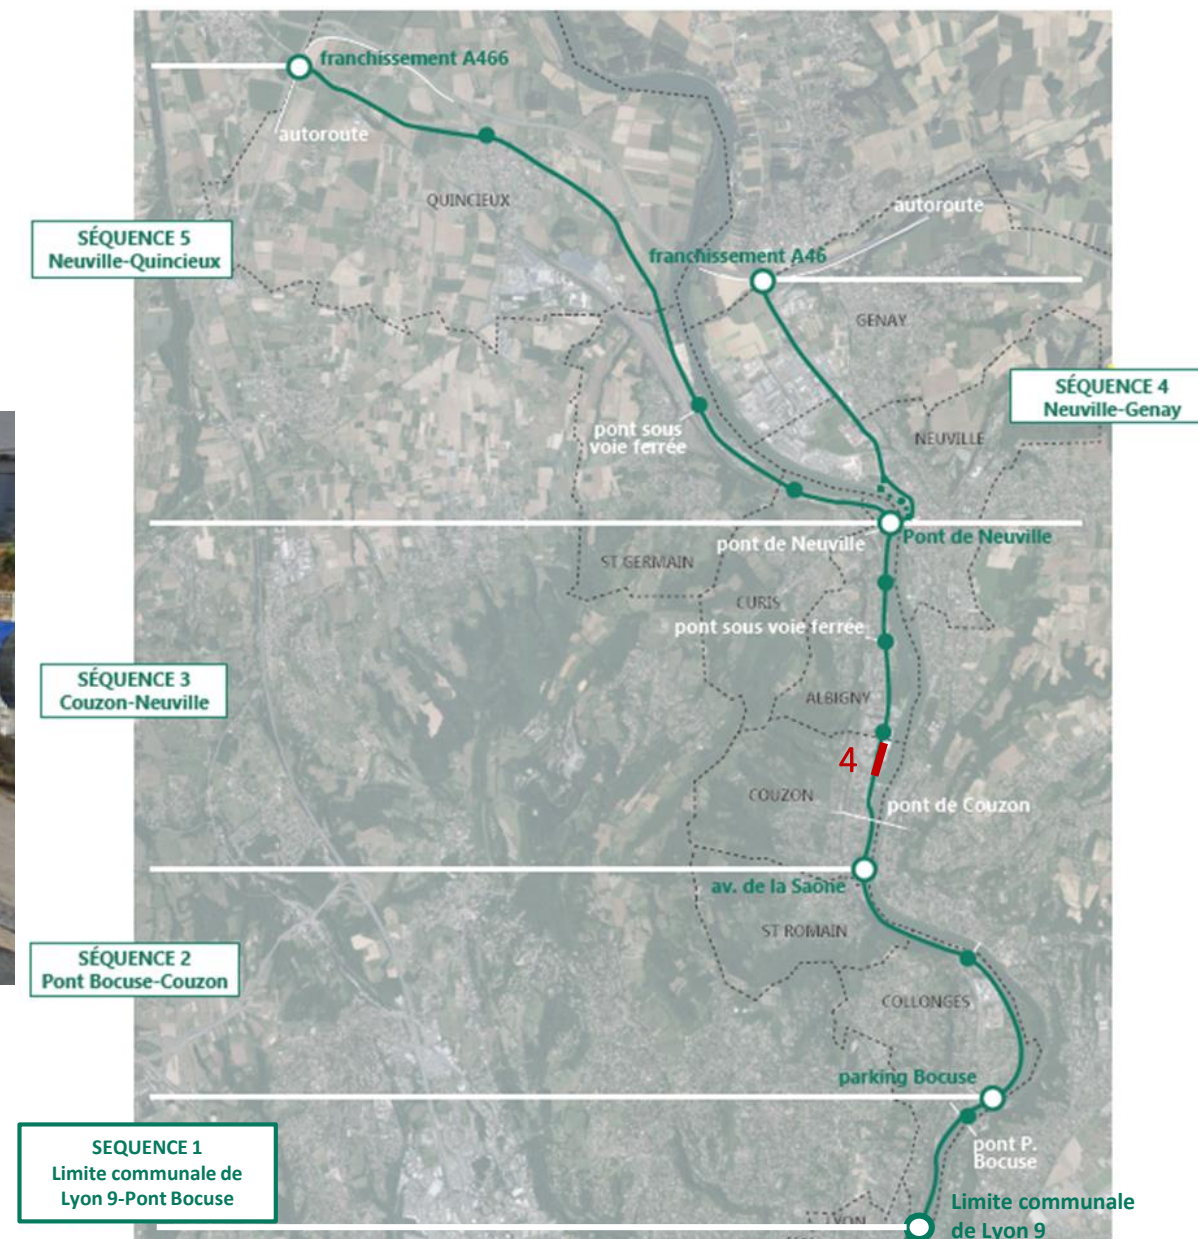 franchissement A466
autoroute
QUINCIEUX
autoroute
SÉQUENCE 5
Neuville-Quincieux
franchissement A46
GENAY
SÉQUENCE 4
Neuville-Genay
NEUVILLE
pont sous
voie ferrée
pont de Neuville
Pont de Neuville
ST GERMAIN
CURIS
pont sous voie ferrée
SÉQUENCE 3
Couzon-Neuville
ALBIGNY
4
COUZON
pont de Couzon
av. de la Saône
ST ROMAIN
SÉQUENCE 2
Pont Bocuse-Couzon
COLLONGES
parking Bocuse
pont P.
Bocuse
SEQUENCE 1
Limite communale de
Lyon 9-Pont Bocuse
LYON
Limite communale
de Lyon 9